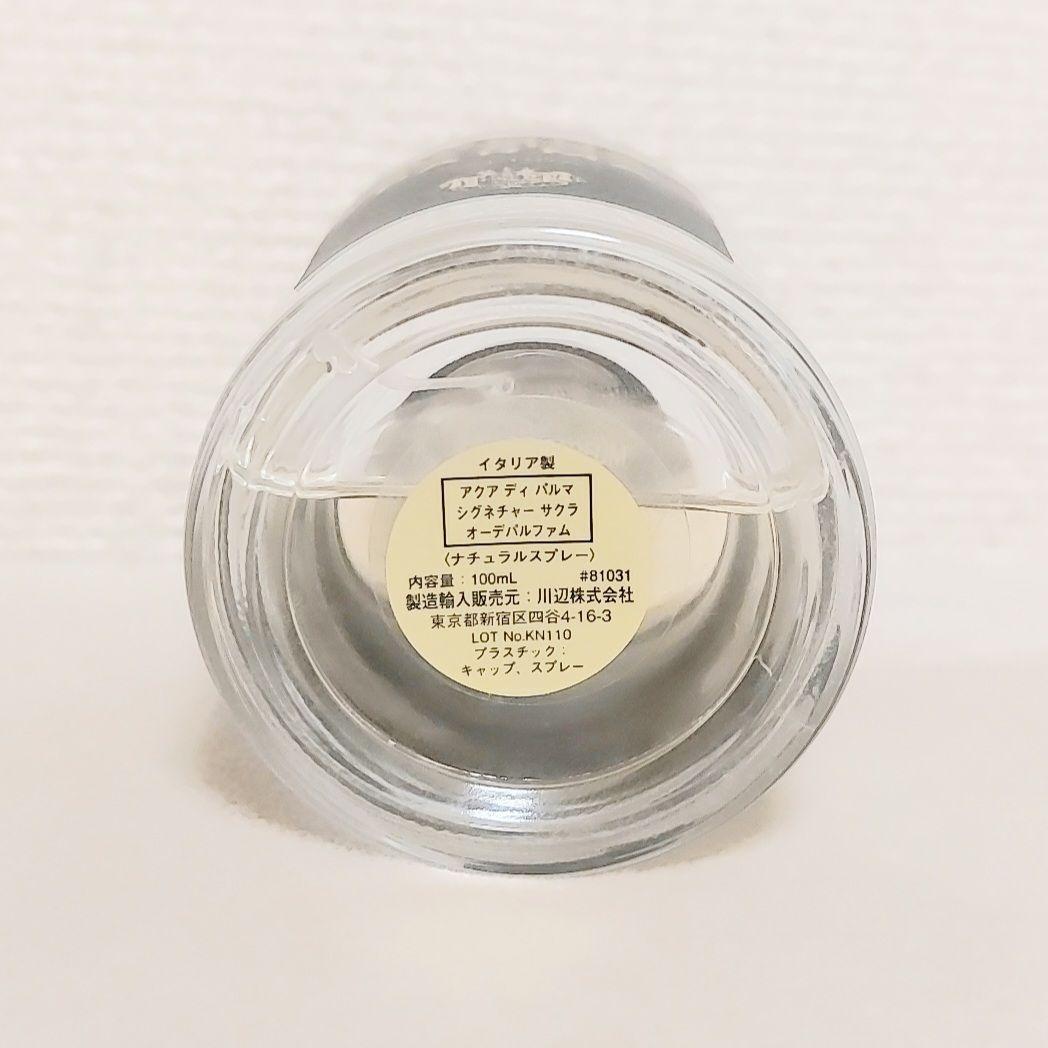 イタリア製
アクア ディ パルマ
シグネチャー サクラ
オーデパルファム
〈ナチュラルスプレー〉
内容量：100mL #81031
製造輸入販売元：川辺株式会社
東京都新宿区四谷4-16-3
LOT No.KN110
プラスチック：
キャップ、スプレー